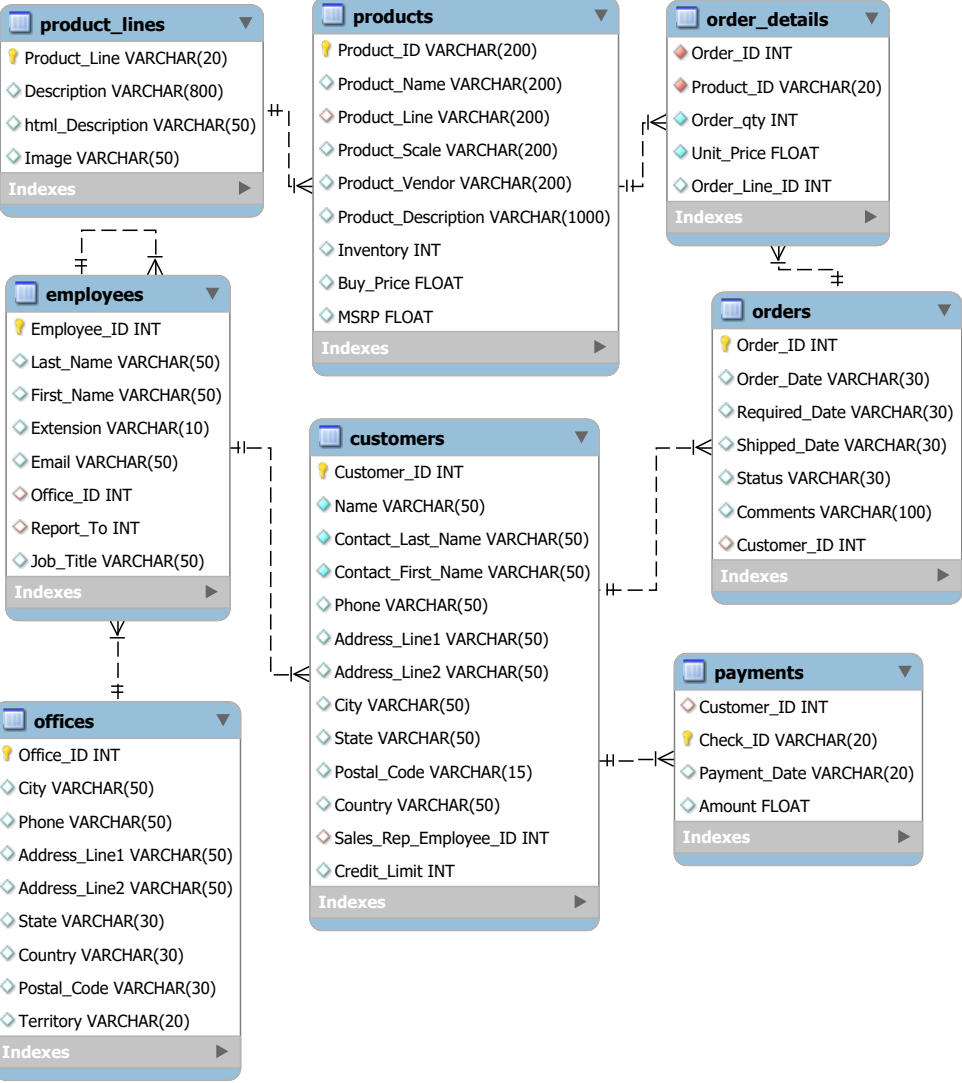 product_lines
Product_Line VARCHAR(20)
Description VARCHAR(800)
html_Description VARCHAR(50)
Image VARCHAR(50)
Indexes
products
Product_ID VARCHAR(200)
Product_Name VARCHAR(200)
Product_Line VARCHAR(200)
Product_Scale VARCHAR(200)
Product_Vendor VARCHAR(200)
Product_Description VARCHAR(1000)
Inventory INT
Buy_Price FLOAT
MSRP FLOAT
Indexes
order_details
Order_ID INT
Product_ID VARCHAR(20)
Order_qty INT
Unit_Price FLOAT
Order_Line_ID INT
Indexes
employees
Employee_ID INT
Last_Name VARCHAR(50)
First_Name VARCHAR(50)
Extension VARCHAR(10)
Email VARCHAR(50)
Office_ID INT
Report_To INT
Job_Title VARCHAR(50)
Indexes
customers
Customer_ID INT
Name VARCHAR(50)
Contact_Last_Name VARCHAR(50)
Contact_First_Name VARCHAR(50)
Phone VARCHAR(50)
Address_Line1 VARCHAR(50)
Address_Line2 VARCHAR(50)
City VARCHAR(50)
State VARCHAR(50)
Postal_Code VARCHAR(15)
Country VARCHAR(50)
Sales_Rep_Employee_ID INT
Credit_Limit INT
Indexes
orders
Order_ID INT
Order_Date VARCHAR(30)
Required_Date VARCHAR(30)
Shipped_Date VARCHAR(30)
Status VARCHAR(30)
Comments VARCHAR(100)
Customer_ID INT
Indexes
payments
Customer_ID INT
Check_ID VARCHAR(20)
Payment_Date VARCHAR(20)
Amount FLOAT
Indexes
offices
Office_ID INT
City VARCHAR(50)
Phone VARCHAR(50)
Address_Line1 VARCHAR(50)
Address_Line2 VARCHAR(50)
State VARCHAR(30)
Country VARCHAR(30)
Postal_Code VARCHAR(30)
Territory VARCHAR(20)
Indexes